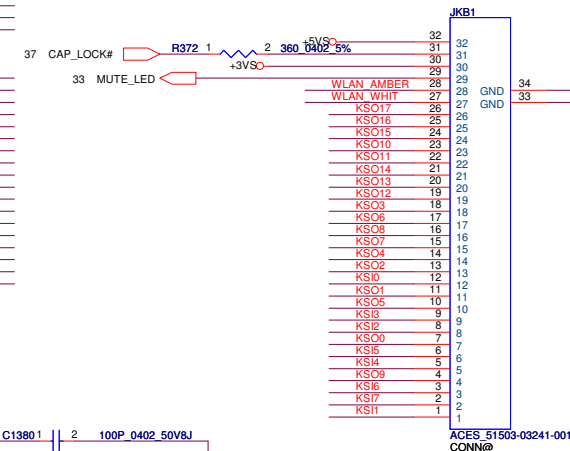 JKB1
+5VS 32 32
37 CAP_LOCK# R372 1 2 360_0402_5% 31 31
+3VS 30 30
33 MUTE_LED 29 29
WLAN_AMBER 28 28 GND 34
WLAN_WHIT 27 27 GND 33
KSO17 26 26
KSO16 25 25
KSO15 24 24
KSO10 23 23
KSO11 22 22
KSO14 21 21
KSO13 20 20
KSO12 19 19
KSO3 18 18
KSO6 17 17
KSO8 16 16
KSO7 15 15
KSO4 14 14
KSO2 13 13
KSI0 12 12
KSO1 11 11
KSO5 10 10
KSI3 9 9
KSI2 8 8
KSO0 7 7
KSI5 6 6
KSI4 5 5
KSO9 4 4
KSI6 3 3
KSI7 2 2
KSI1 1 1
C1380 1 2 100P_0402_50V8J
ACES_51503-03241-001
CONN@